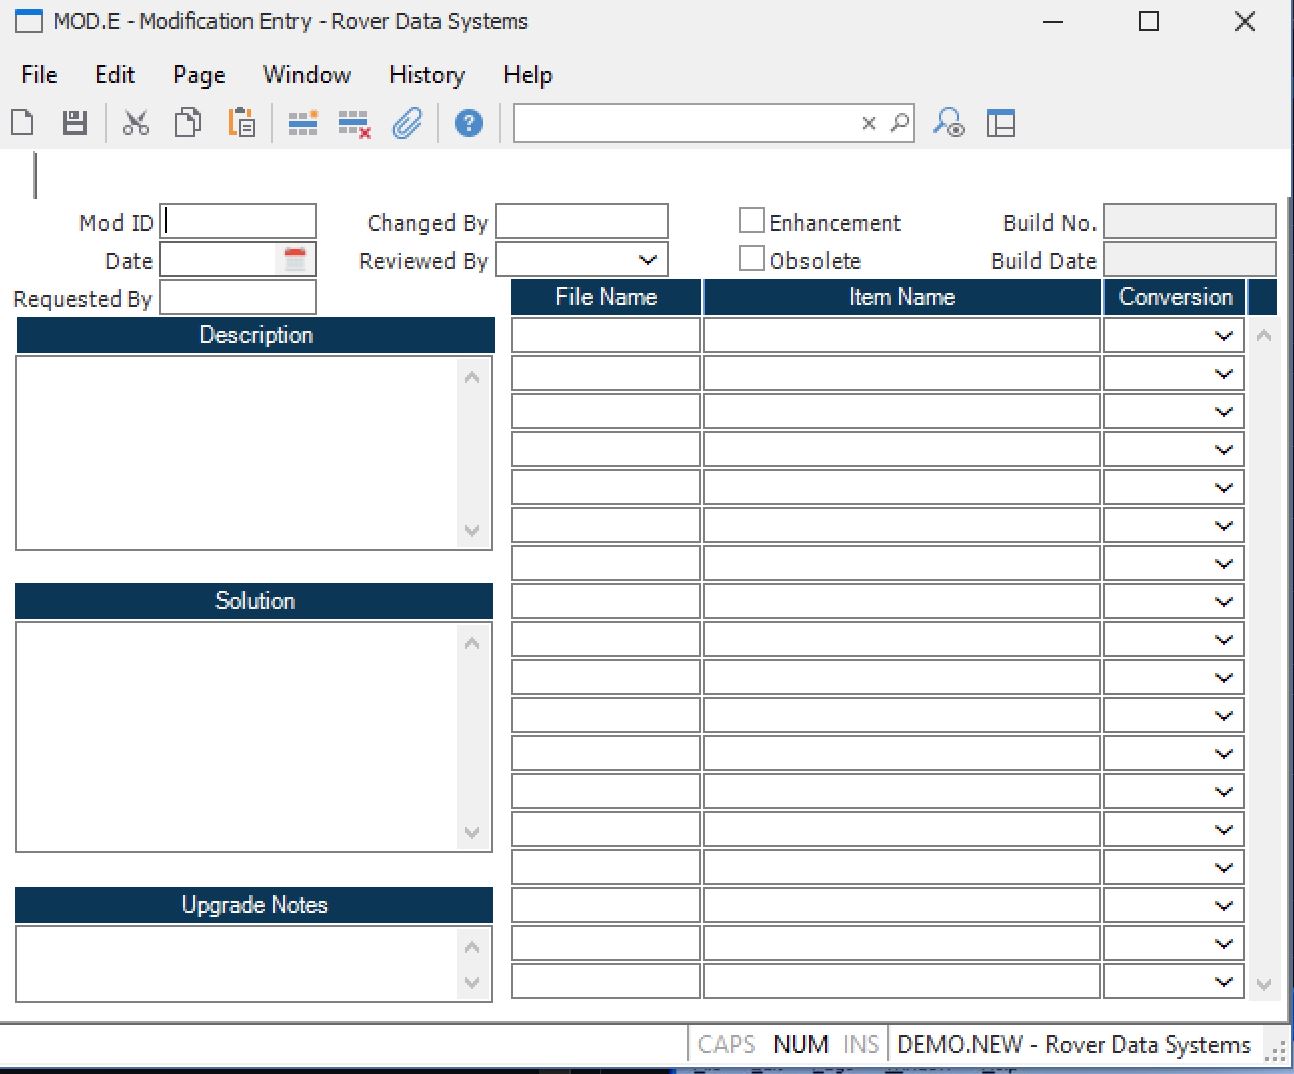 MOD.E - Modification Entry - Rover Data Systems
File Edit Page Window History Help
Mod ID Changed By Enhancement Build No.
Date Reviewed By Obsolete Build Date
Requested By File Name Item Name Conversion
Description
Solution
Upgrade Notes
CAPS NUM INS DEMO.NEW - Rover Data Systems